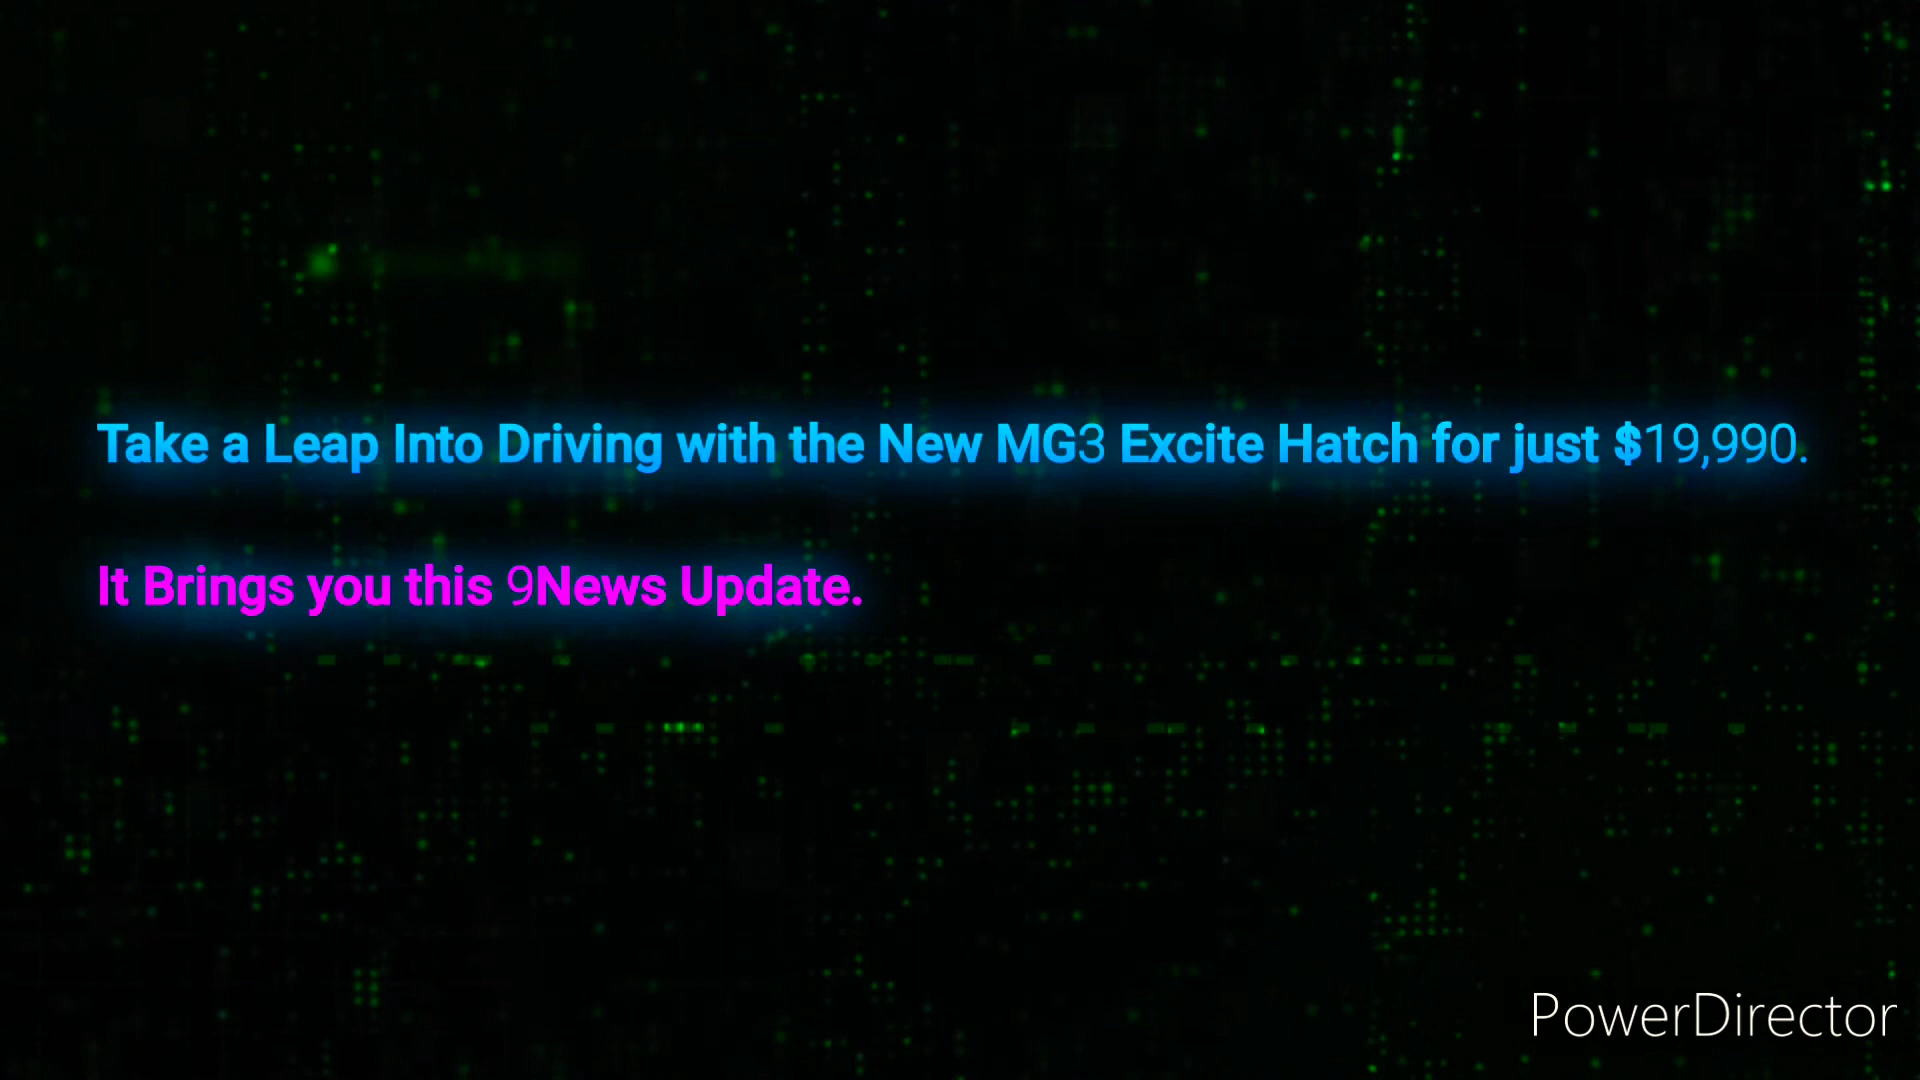 Take a Leap Into Driving with the New MG3 Excite Hatch for just $19,990.
It Brings you this 9News Update.
PowerDirector